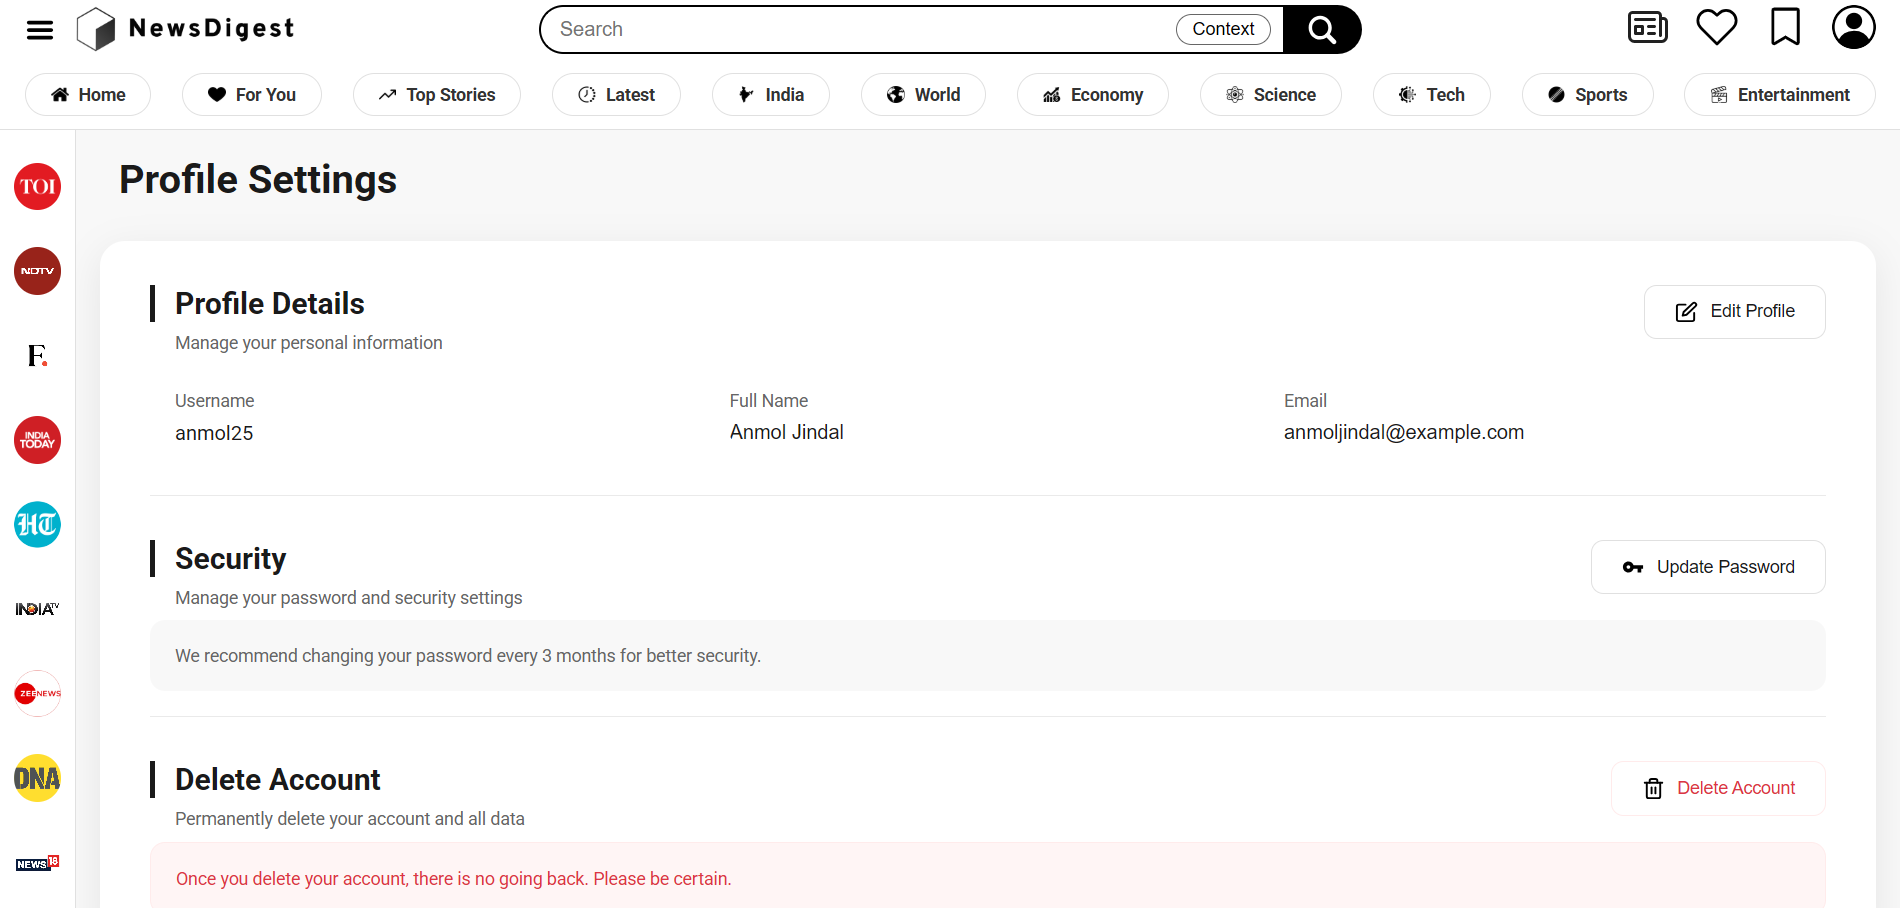 NewsDigest
Search
Context
Home
For You
Top Stories
Latest
India
World
Economy
Science
Tech
Sports
Entertainment
TOI
NDTV
F.
INDIA
TODAY
HT
INDIA TV
ZEE NEWS
DNA
NEWS 18
Profile Settings
Profile Details
Manage your personal information
Edit Profile
Username
anmol25
Full Name
Anmol Jindal
Email
anmoljindal@example.com
Security
Manage your password and security settings
Update Password
We recommend changing your password every 3 months for better security.
Delete Account
Permanently delete your account and all data
Delete Account
Once you delete your account, there is no going back. Please be certain.